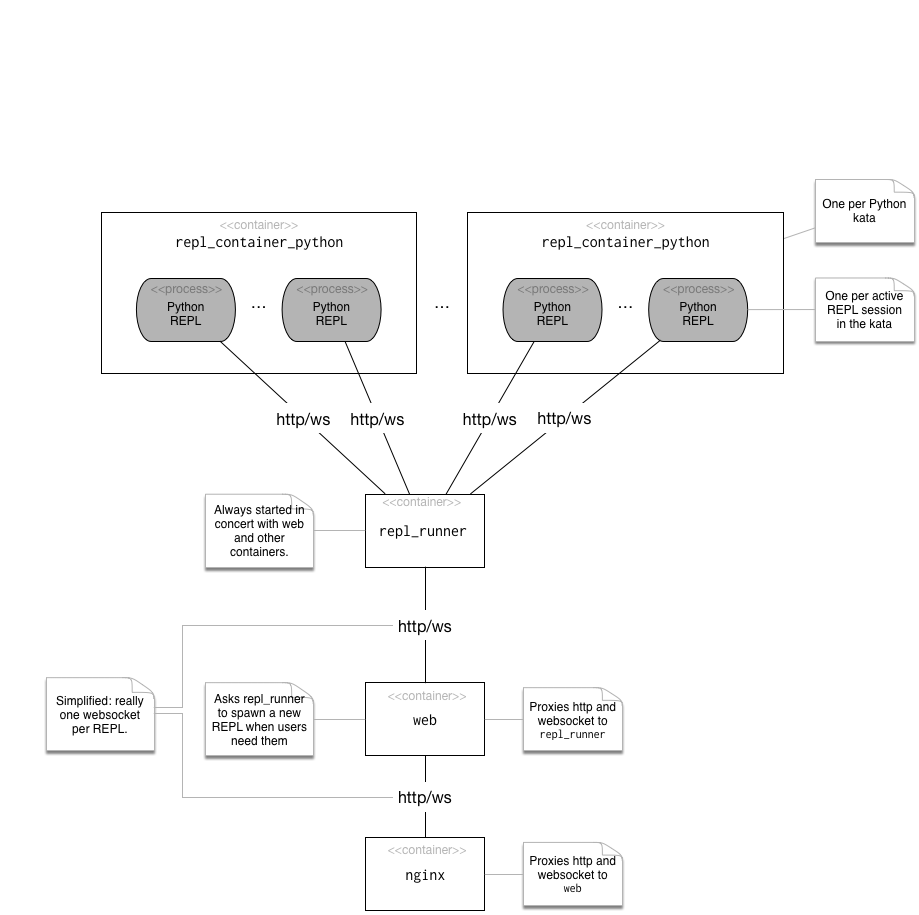 One per Python
kata
<<container>>
repl_container_python
<<container>>
repl_container_python
<<process>>
Python
REPL
...
<<process>>
Python
REPL
...
<<process>>
Python
REPL
...
<<process>>
Python
REPL
One per active
REPL session
in the kata
http/ws
http/ws
http/ws
http/ws
Always started in
concert with web
and other
containers.
<<container>>
repl_runner
http/ws
Simplified: really
one websocket
per REPL.
Asks repl_runner
to spawn a new
REPL when users
need them
<<container>>
web
Proxies http and
websocket to
repl_runner
http/ws
<<container>>
nginx
Proxies http and
websocket to
web